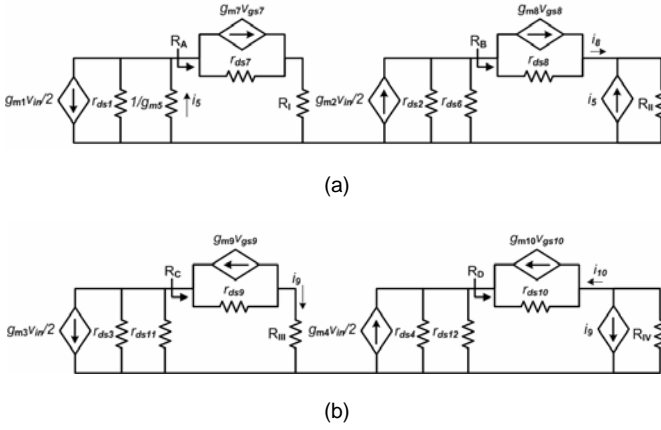 gm7vgs7
gm8vgs8
RA
rds7
RB
rds8
i8
gm1vin/2
rds1
1/gm5
i5
RI
gm2vin/2
rds2
rds6
i5
RII
(a)
gm9vgs9
gm10vgs10
RC
rds9
i9
RD
rds10
i10
gm3vin/2
rds3
rds11
RIII
gm4vin/2
rds4
rds12
i9
RIV
(b)